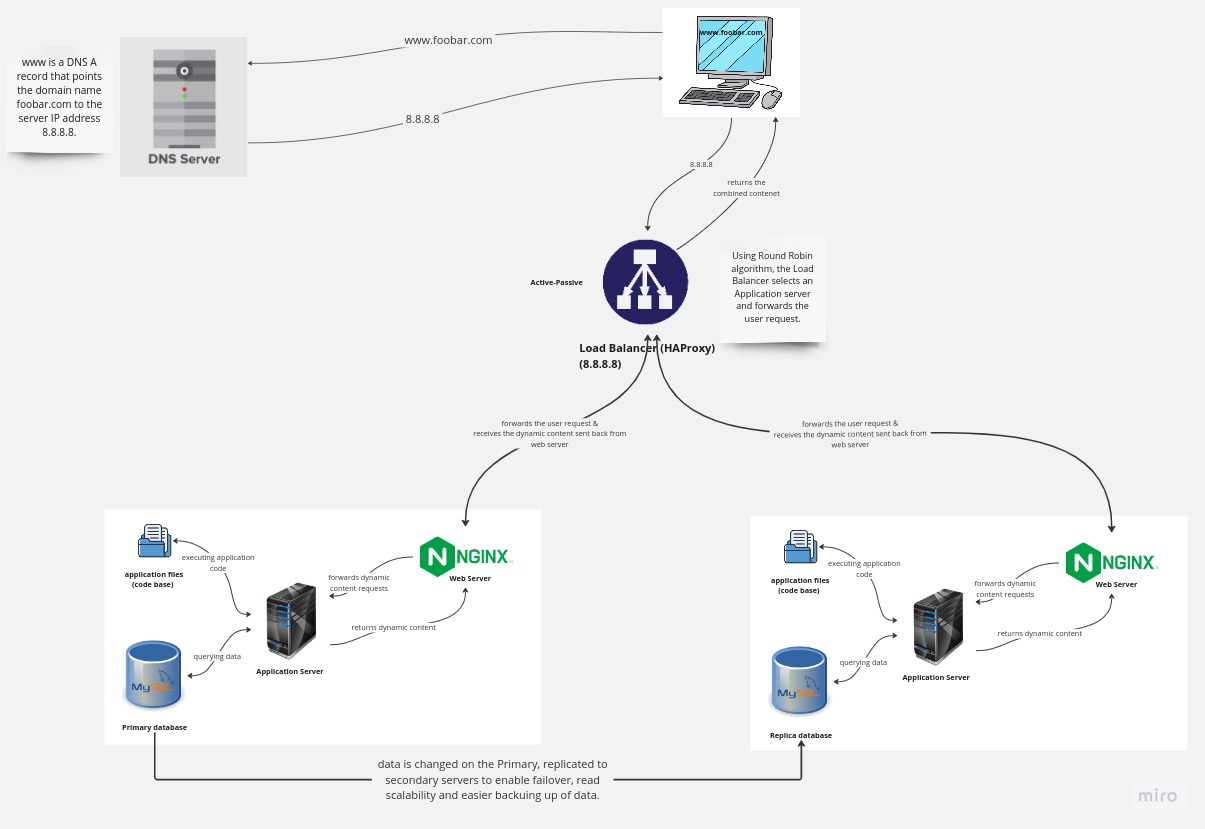 www.foobar.com
www.foobar.com
www is a DNS A
record that points
the domain name
foobar.com to the
server IP address
8.8.8.8.
DNS Server
8.8.8.8
8.8.8.8
returns the
combined contenet
Active-Passive
Using Round Robin
algorithm, the Load
Balancer selects an
Application server
and forwards the
user request.
Load Balancer (HAProxy)
(8.8.8.8)
forwards the user request &
receives the dynamic content sent back from
web server
forwards the user request &
receives the dynamic content sent back from
web server
application files
(code base)
executing application
code
NGINX
Web Server
forwards dynamic
content requests
returns dynamic content
Application Server
querying data
MySQL
Primary database
application files
(code base)
executing application
code
NGINX
Web Server
forwards dynamic
content requests
returns dynamic content
Application Server
querying data
MySQL
Replica database
data is changed on the Primary, replicated to
secondary servers to enable failover, read
scalability and easier backuing up of data.
miro